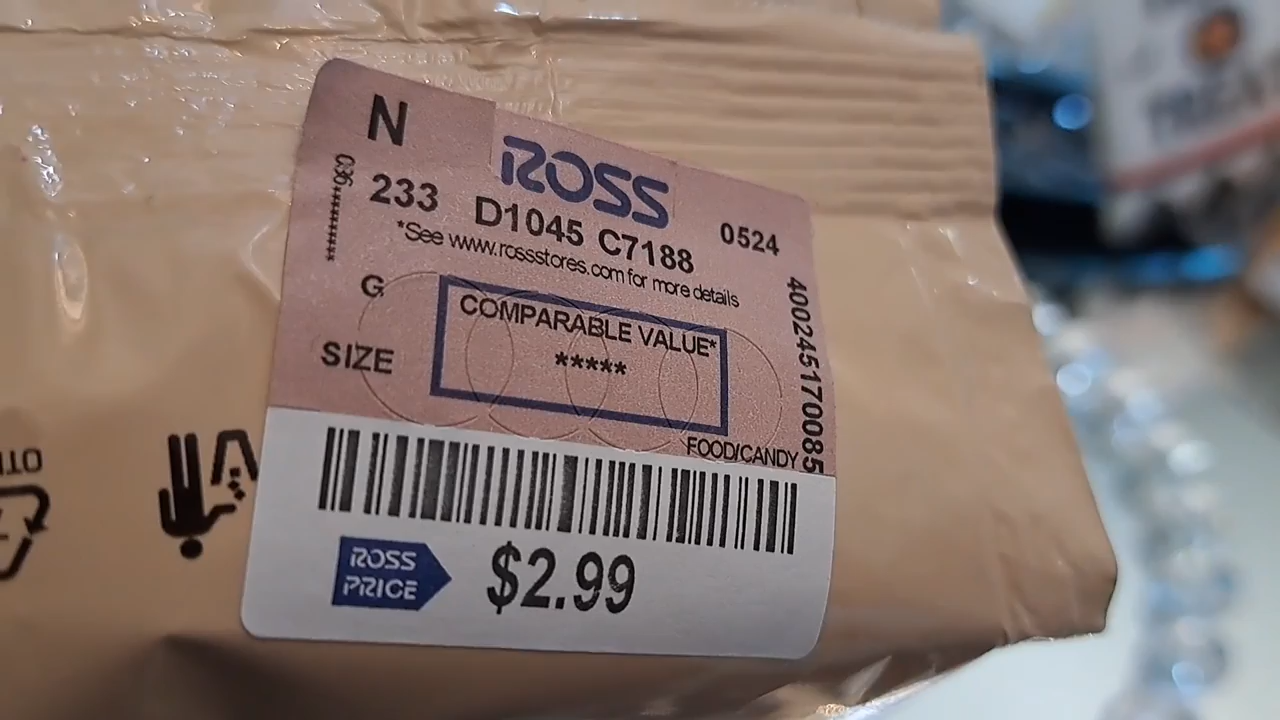 N
ROSS
233 D1045 C7188 0524
*See www.rossstores.com for more details
G
COMPARABLE VALUE*
*****
SIZE
FOOD/CANDY
400245170085
ROSS
PRICE
$2.99